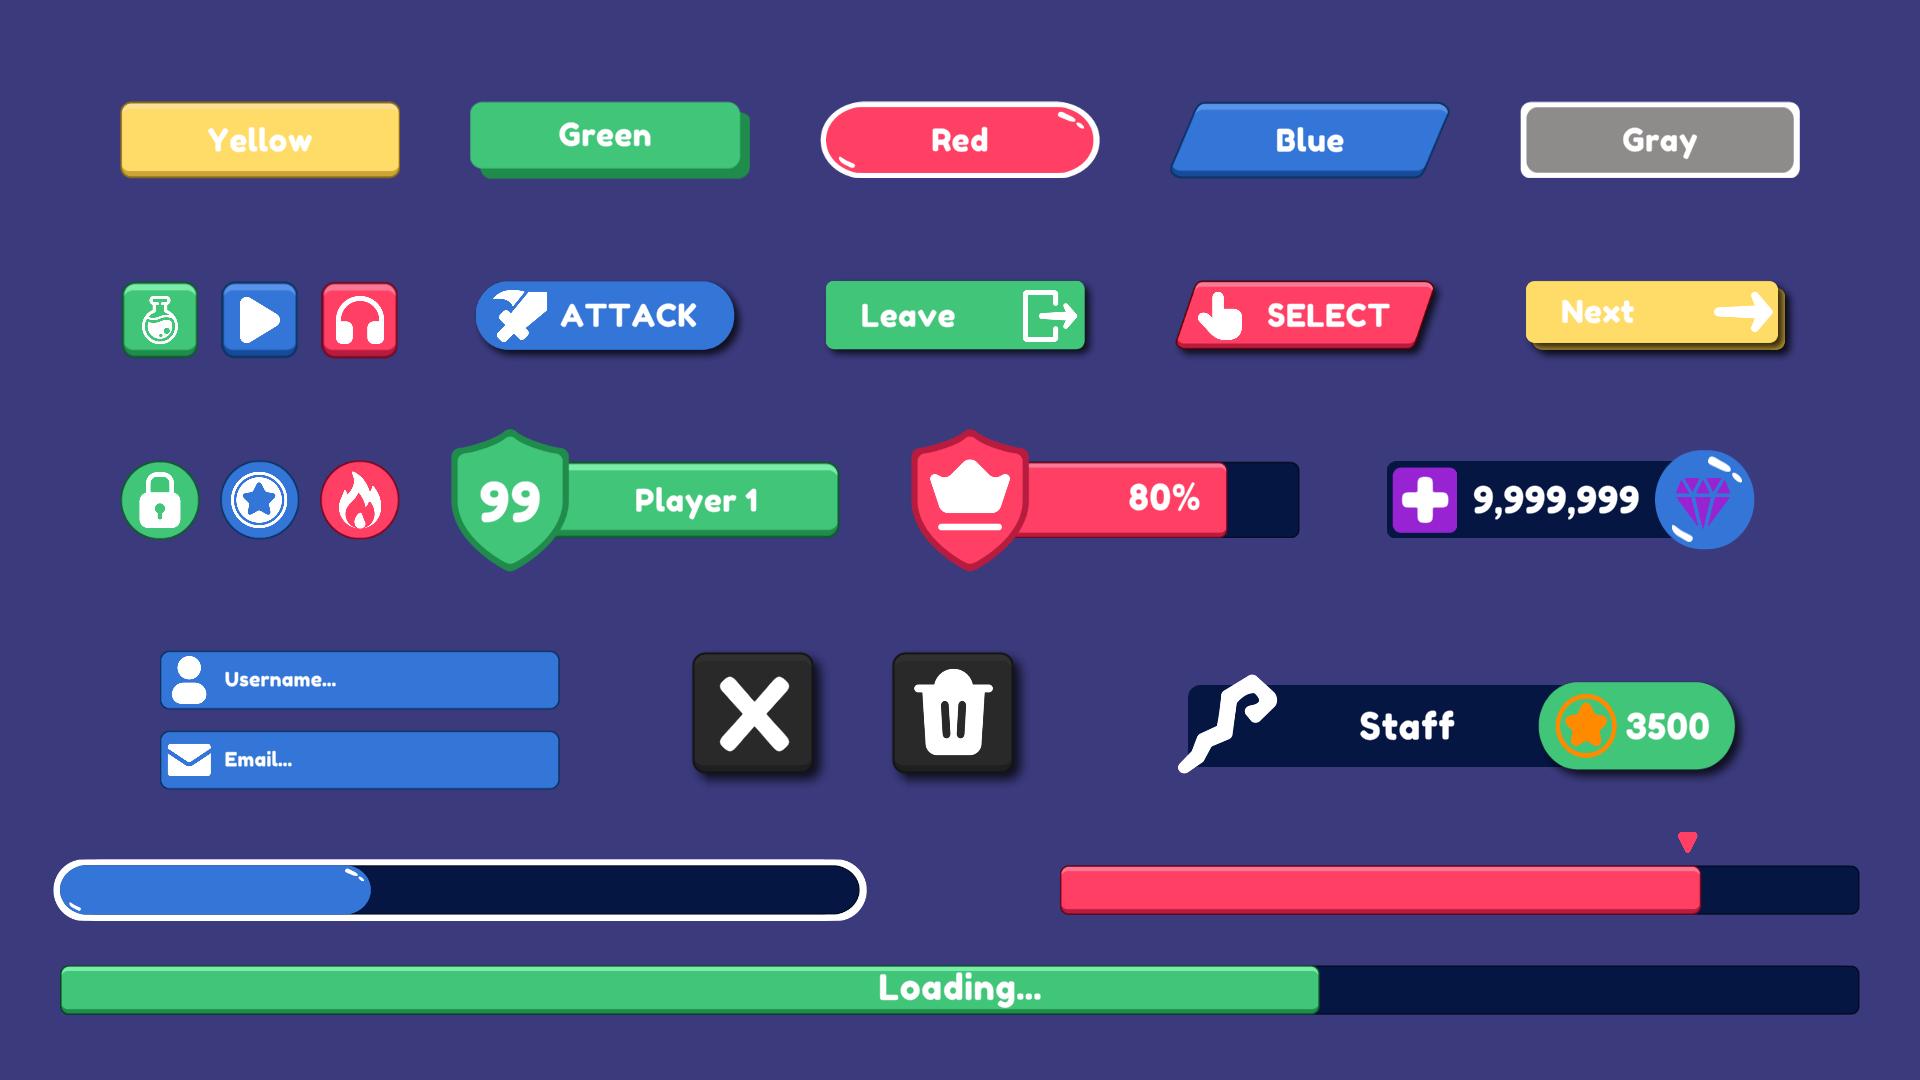 Yellow
Green
Red
Blue
Gray
ATTACK
Leave
SELECT
Next
99
Player 1
80%
9,999,999
Username...
Email...
Staff
3500
Loading...